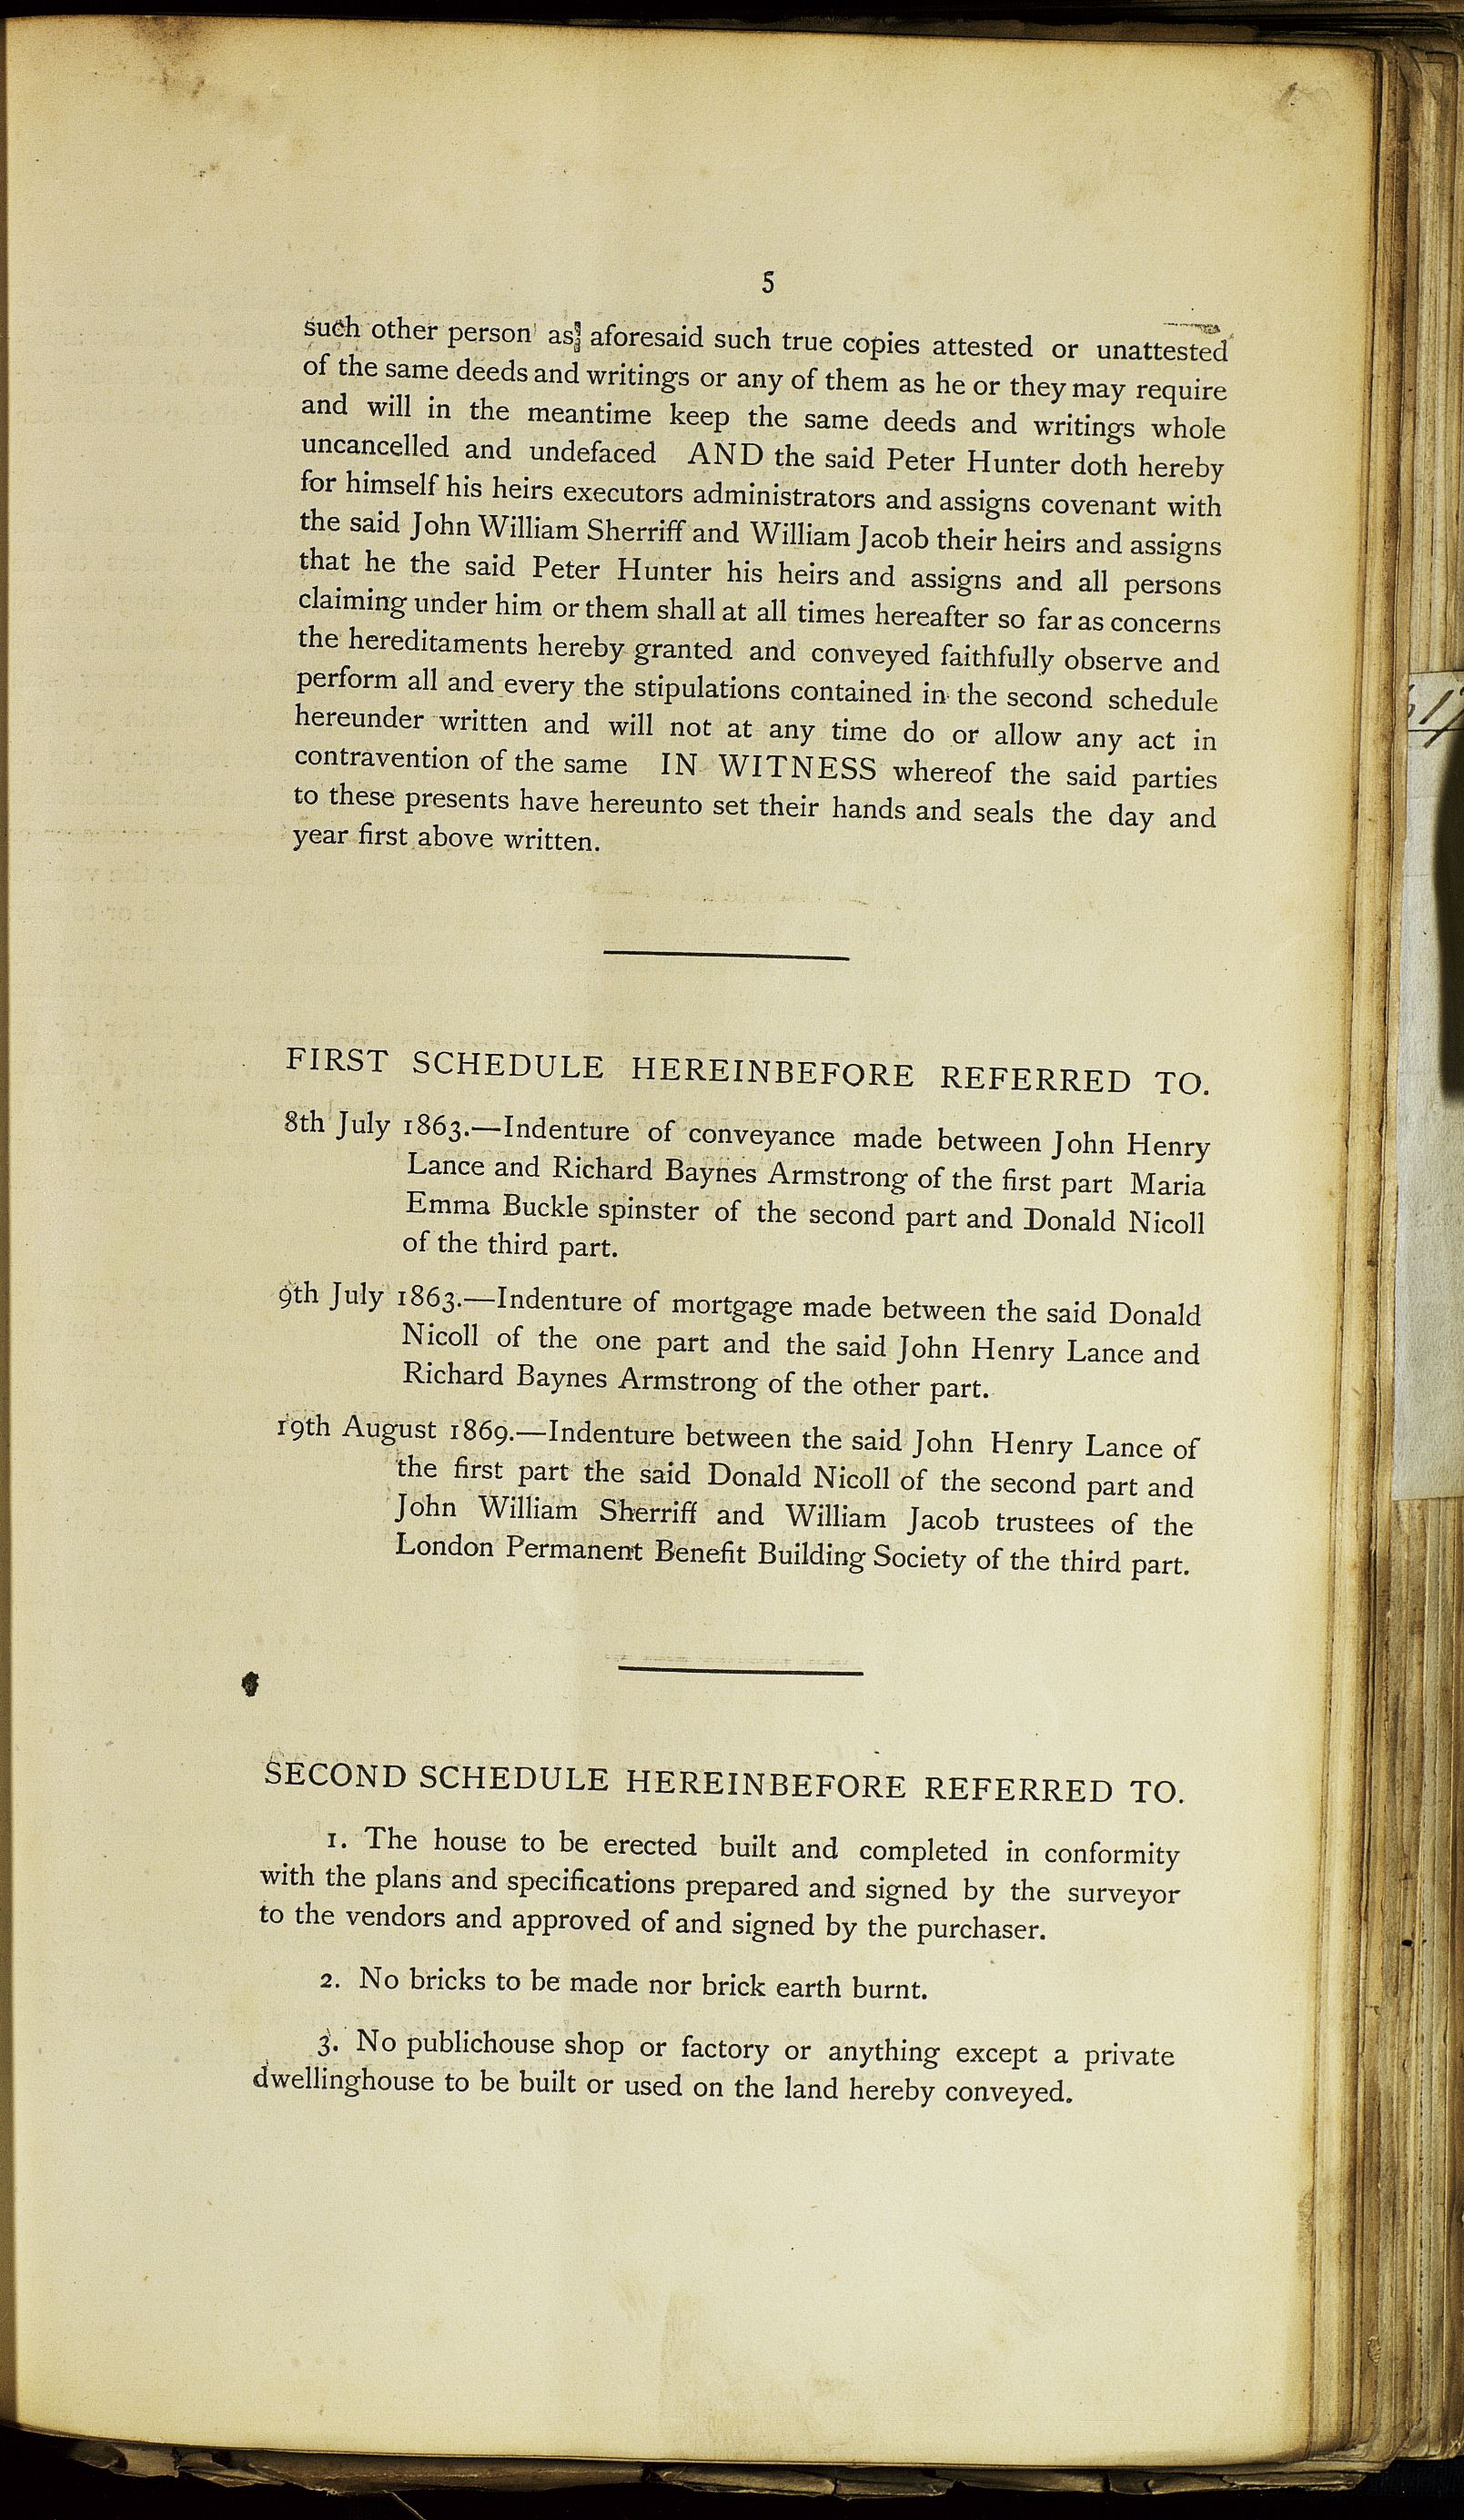 5
such other person as aforesaid such true copies attested or unattested
of the same deeds and writings or any of them as he or they may require
and will in the meantime keep the same deeds and writings whole
uncancelled and undefaced AND the said Peter Hunter doth hereby
for himself his heirs executors administrators and assigns covenant with
the said John William Sherriff and William Jacob their heirs and assigns
that he the said Peter Hunter his heirs and assigns and all persons
claiming under him or them shall at all times hereafter so far as concerns
the hereditaments hereby granted and conveyed faithfully observe and
perform all and every the stipulations contained in the second schedule
hereunder written and will not at any time do or allow any act in
contravention of the same IN WITNESS whereof the said parties
to these presents have hereunto set their hands and seals the day and
year first above written.
FIRST SCHEDULE HEREINBEFORE REFERRED TO.
8th July 1863.—Indenture of conveyance made between John Henry
Lance and Richard Baynes Armstrong of the first part Maria
Emma Buckle spinster of the second part and Donald Nicoll
of the third part.
9th July 1863.—Indenture of mortgage made between the said Donald
Nicoll of the one part and the said John Henry Lance and
Richard Baynes Armstrong of the other part.
19th August 1869.—Indenture between the said John Henry Lance of
the first part the said Donald Nicoll of the second part and
John William Sherriff and William Jacob trustees of the
London Permanent Benefit Building Society of the third part.
SECOND SCHEDULE HEREINBEFORE REFERRED TO.
1. The house to be erected built and completed in conformity
with the plans and specifications prepared and signed by the surveyor
to the vendors and approved of and signed by the purchaser.
2. No bricks to be made nor brick earth burnt.
3. No publichouse shop or factory or anything except a private
dwellinghouse to be built or used on the land hereby conveyed.